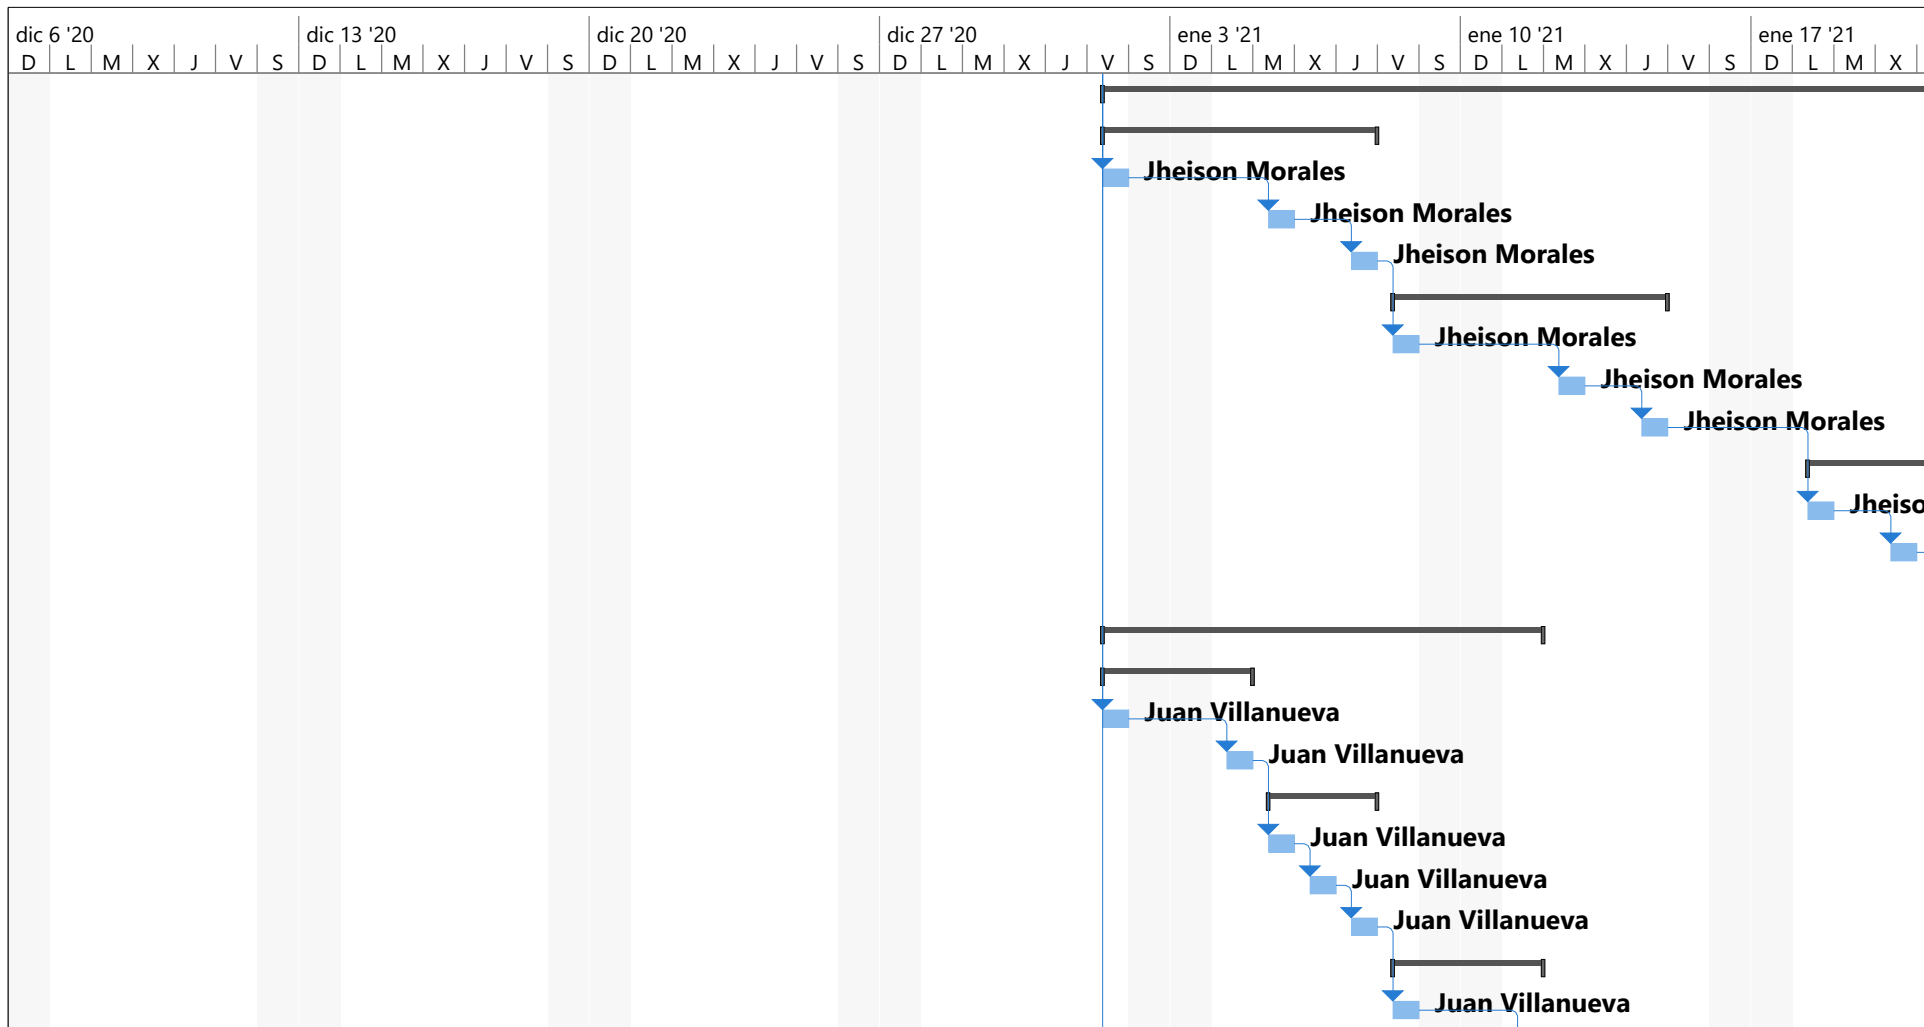 dic 6 '20 dic 13 '20 dic 20 '20 dic 27 '20 ene 3 '21 ene 10 '21 ene 17 '21
D L M X J V S D L M X J V S D L M X J V S D L M X J V S D L M X J V S D L M X J V S D L M X
Jheison Morales
Jheison Morales
Jheison Morales
Jheison Morales
Jheison Morales
Jheison Morales
Jheiso
Juan Villanueva
Juan Villanueva
Juan Villanueva
Juan Villanueva
Juan Villanueva
Juan Villanueva